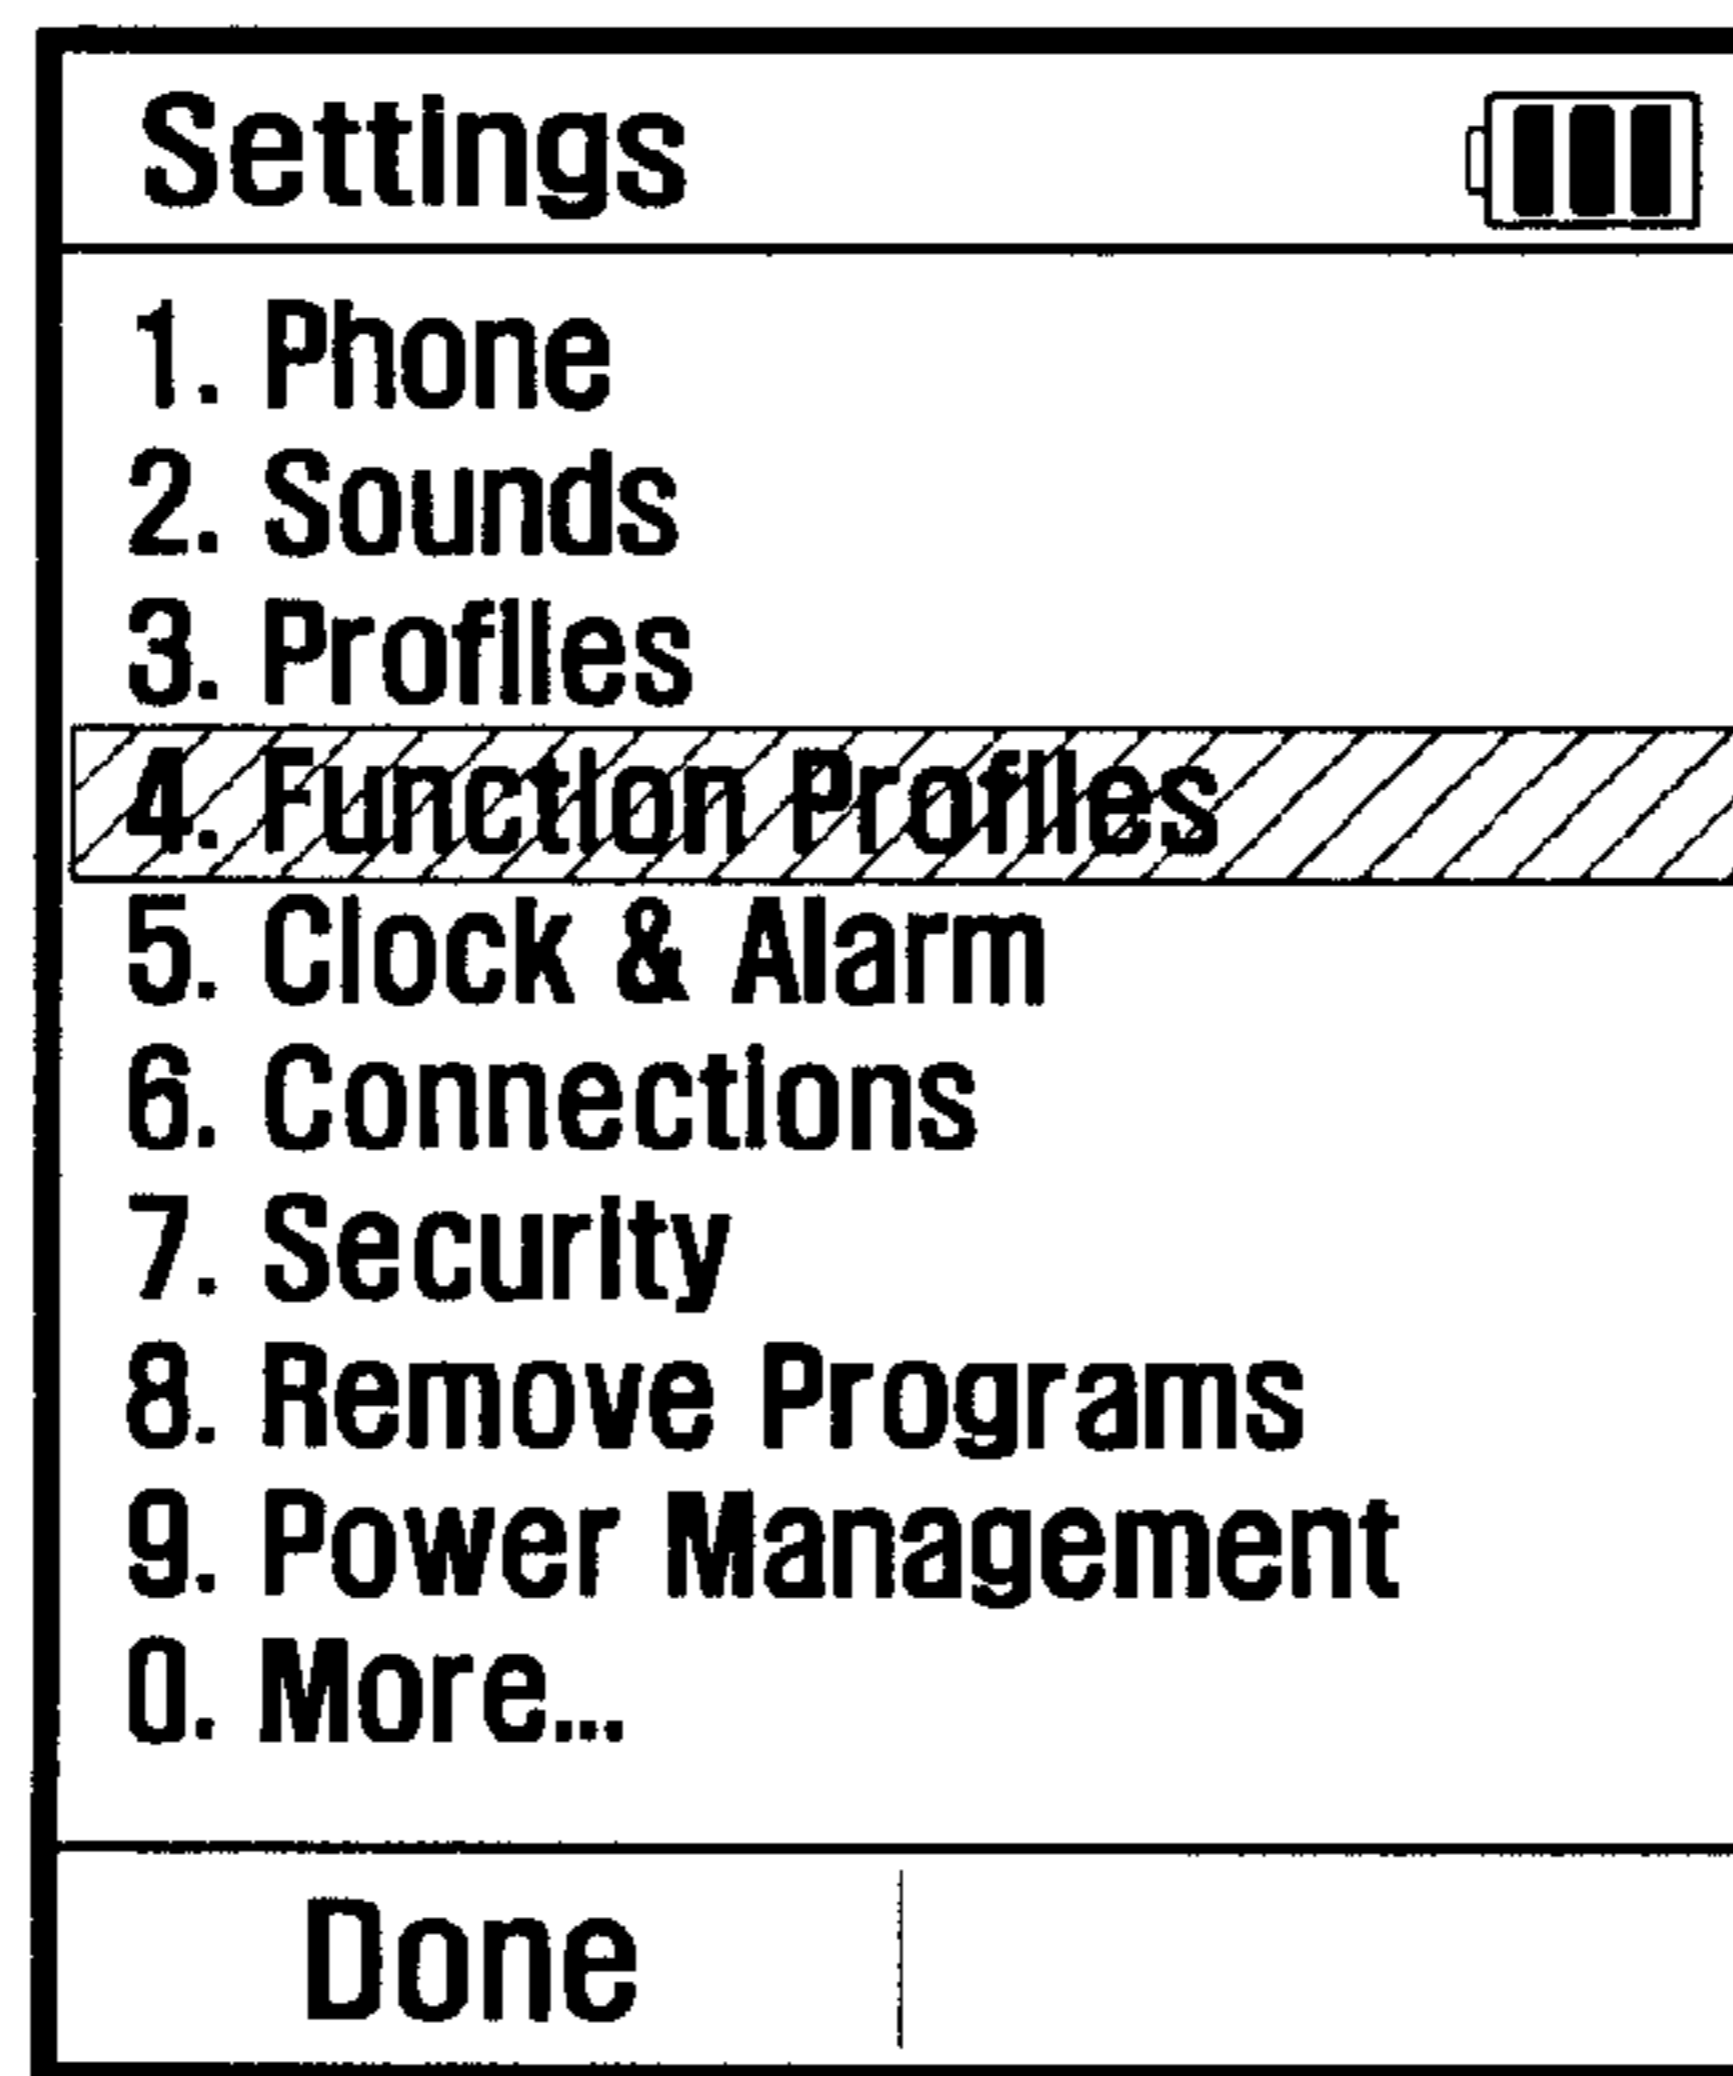 Settings
1. Phone
2. Sounds
3. Profiles
4. Function Profiles
5. Clock & Alarm
6. Connections
7. Security
8. Remove Programs
9. Power Management
0. More...
Done